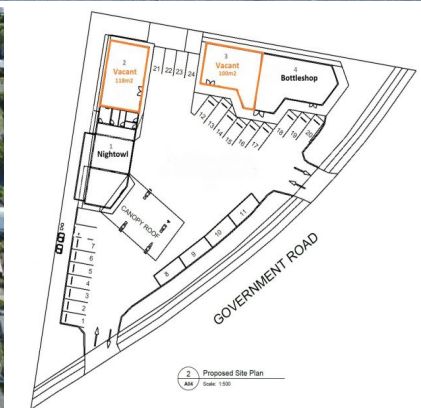 2
Vacant
118m2
21 22 23 24
3
Vacant
100m2
4
Bottleshop
12
13
14
15
16
17
18
19
20
1
Nightowl
CANOPY ROOF
7
6
5
4
3
2
1
8
9
10
11
GOVERNMENT ROAD
2 Proposed Site Plan
A04 Scale: 1:500